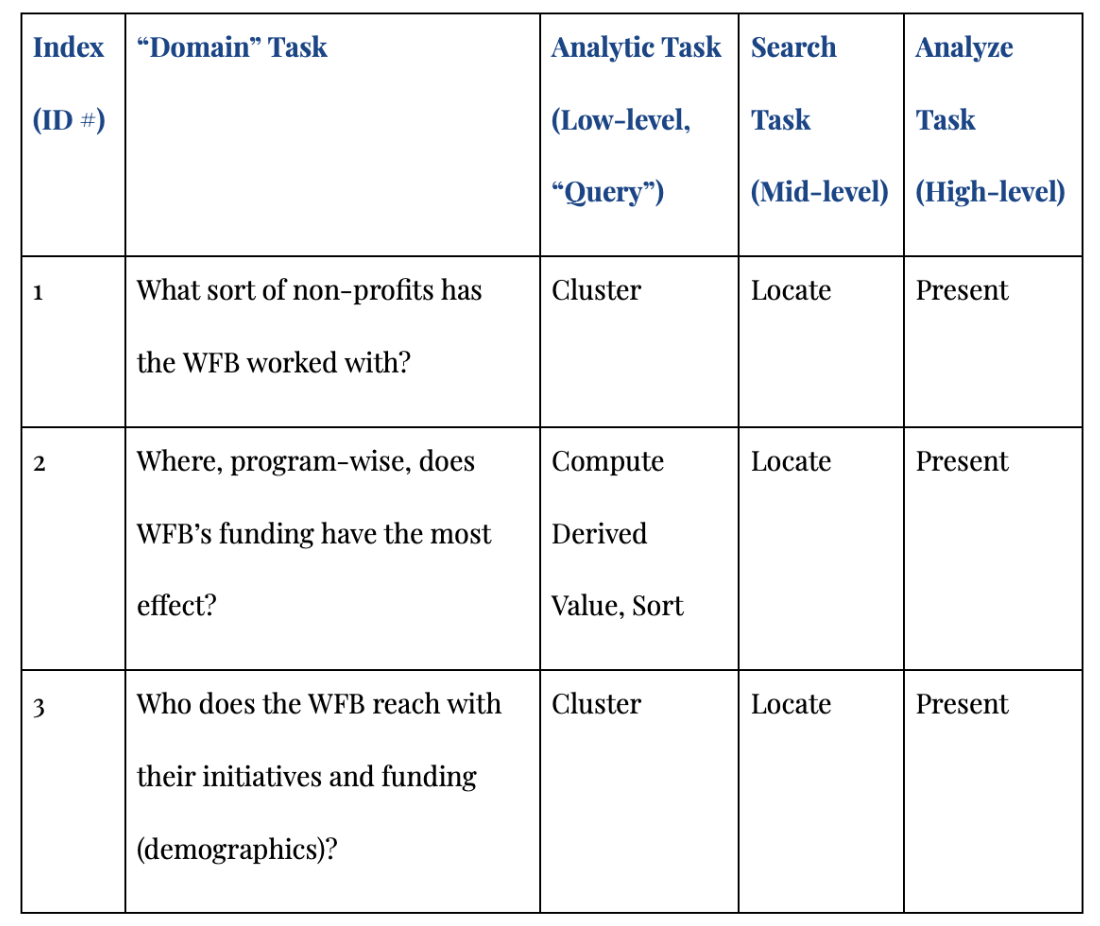 Index “Domain” Task Analytic Task Search Analyze
(ID #) (Low-level, Task Task
“Query”) (Mid-level) (High-level)
1 What sort of non-profits has Cluster Locate Present
the WFB worked with?
2 Where, program-wise, does Compute Locate Present
WFB’s funding have the most Derived
effect? Value, Sort
3 Who does the WFB reach with Cluster Locate Present
their initiatives and funding
(demographics)?